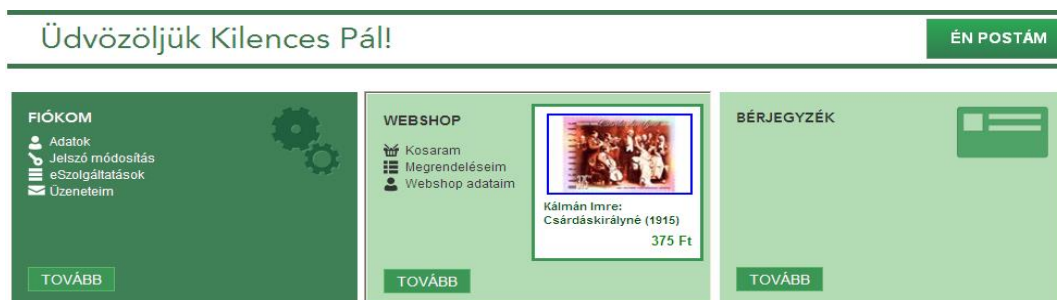 Üdvözöljük Kilences Pál!
ÉN POSTÁM
FIÓKOM
Adatok
Jelszó módosítás
eSzolgáltatások
Üzeneteim
TOVÁBB
WEBSHOP
Kosaram
Megrendeléseim
Webshop adataim
Kálmán Imre:
Csárdáskirályné (1915)
375 Ft
TOVÁBB
BÉRJEGYZÉK
TOVÁBB